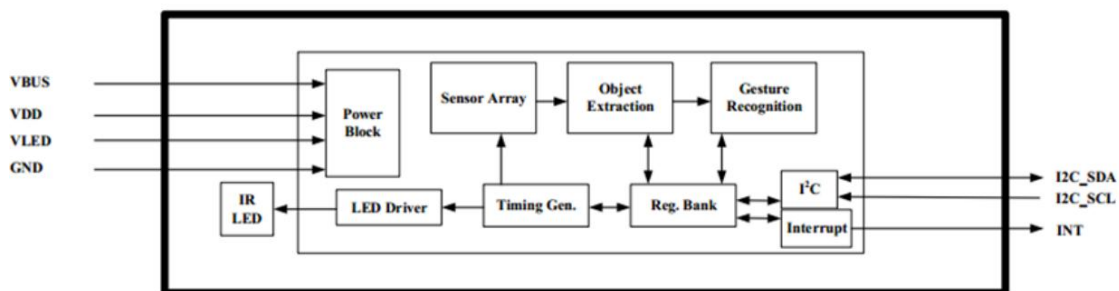 VBUS
VDD
VLED
GND
Power
Block
Sensor Array
Object
Extraction
Gesture
Recognition
IR
LED
LED Driver
Timing Gen.
Reg. Bank
I²C
Interrupt
I2C_SDA
I2C_SCL
INT